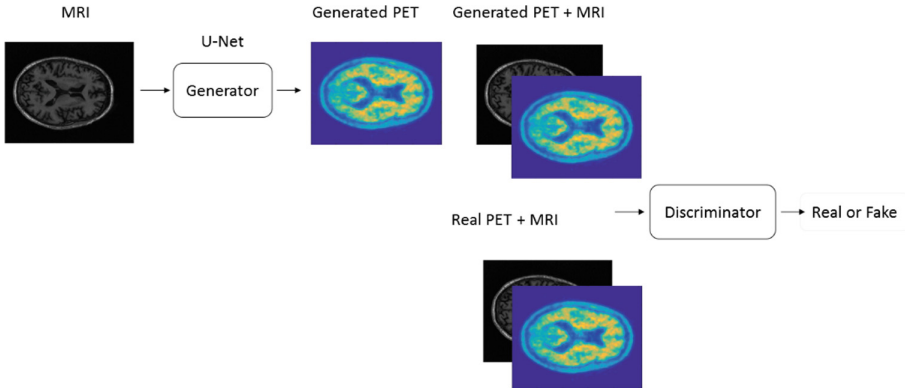 MRI
U-Net
Generator
Generated PET
Generated PET + MRI
Real PET + MRI
Discriminator
Real or Fake